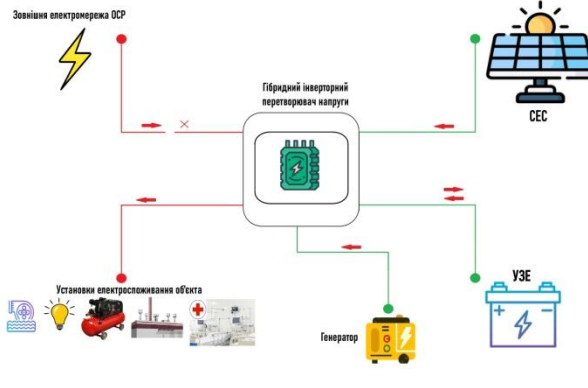 Зовнішня електромережа ОСР
Гібридний інверторний
перетворювач напруги
СЕС
Установки електроспоживання об'єкта
УЗЕ
Генератор